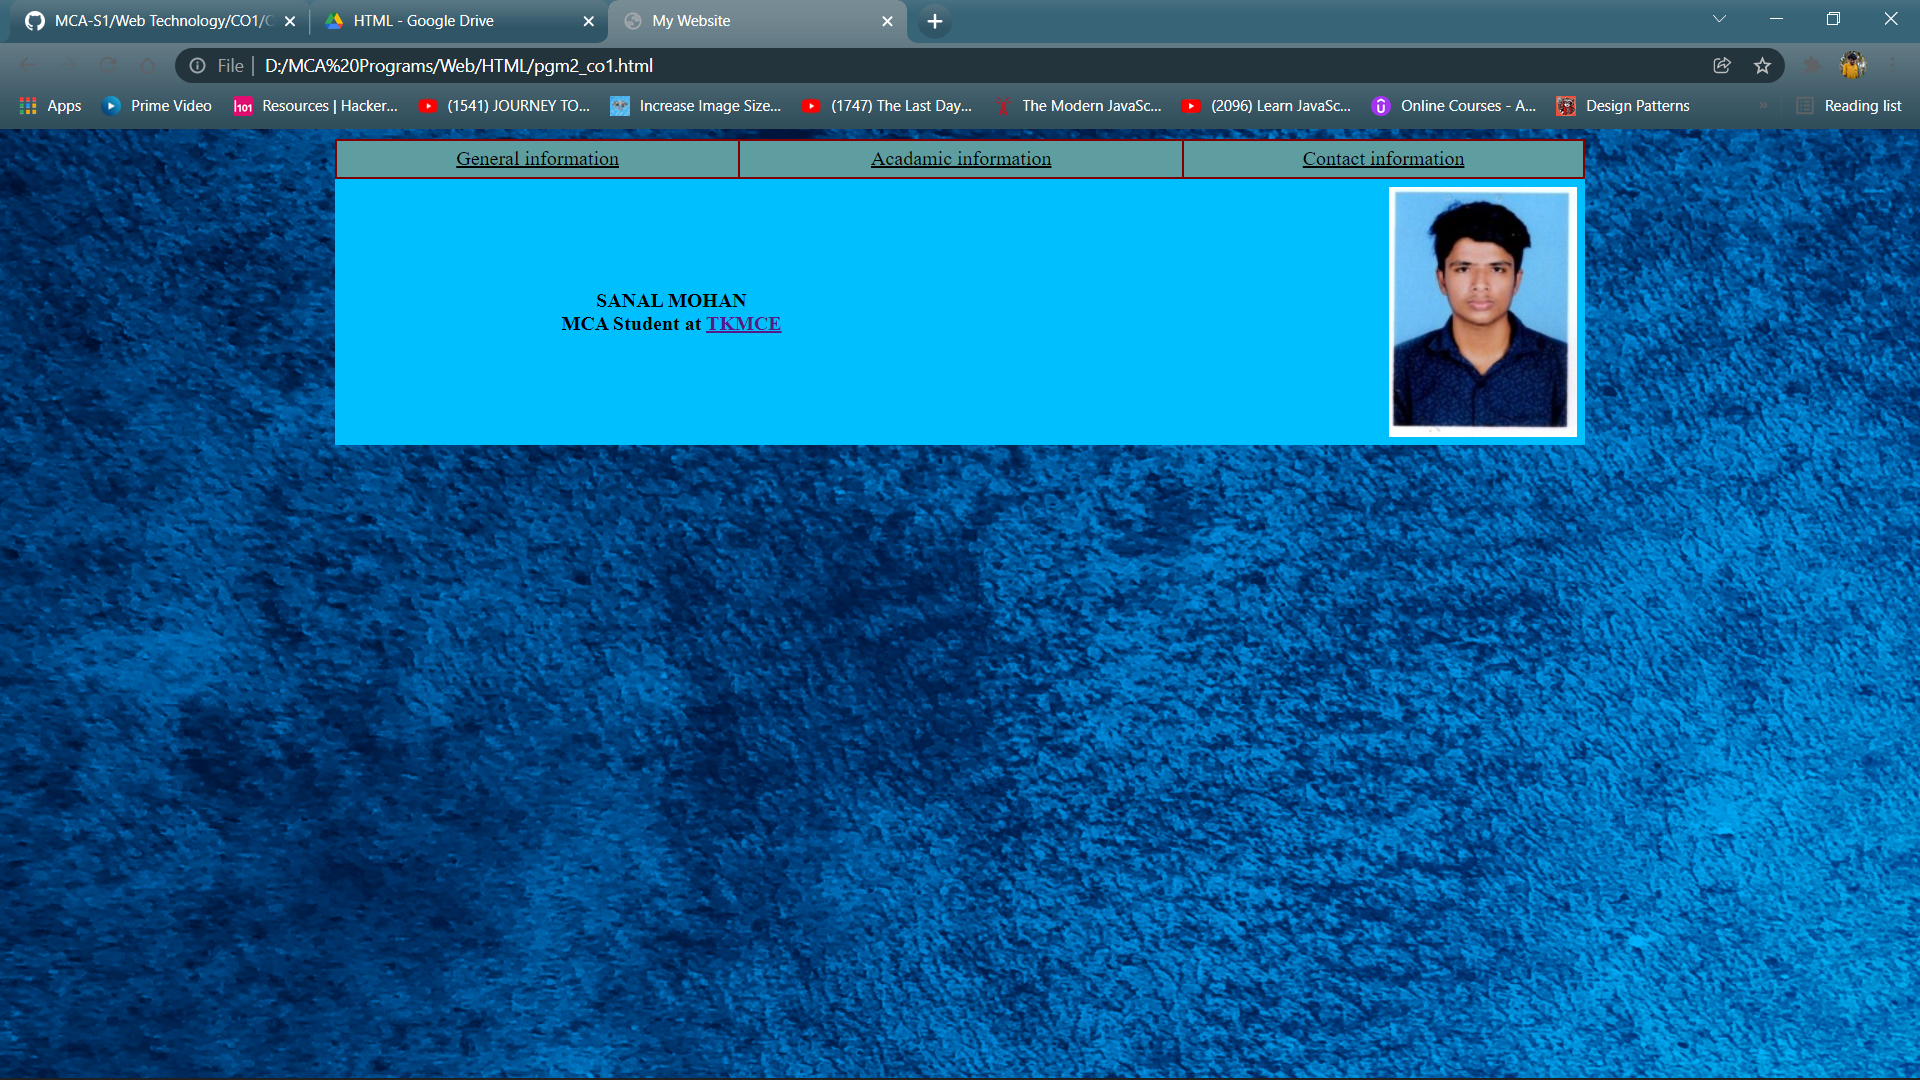 MCA-S1/Web Technology/CO1/C
HTML - Google Drive
My Website
File
D:/MCA%20Programs/Web/HTML/pgm2_co1.html
Apps
Prime Video
Resources | Hacker...
(1541) JOURNEY TO...
Increase Image Size...
(1747) The Last Day...
The Modern JavaSc...
(2096) Learn JavaSc...
Online Courses - A...
Design Patterns
»
Reading list
General information
Acadamic information
Contact information
SANAL MOHAN
MCA Student at TKMCE